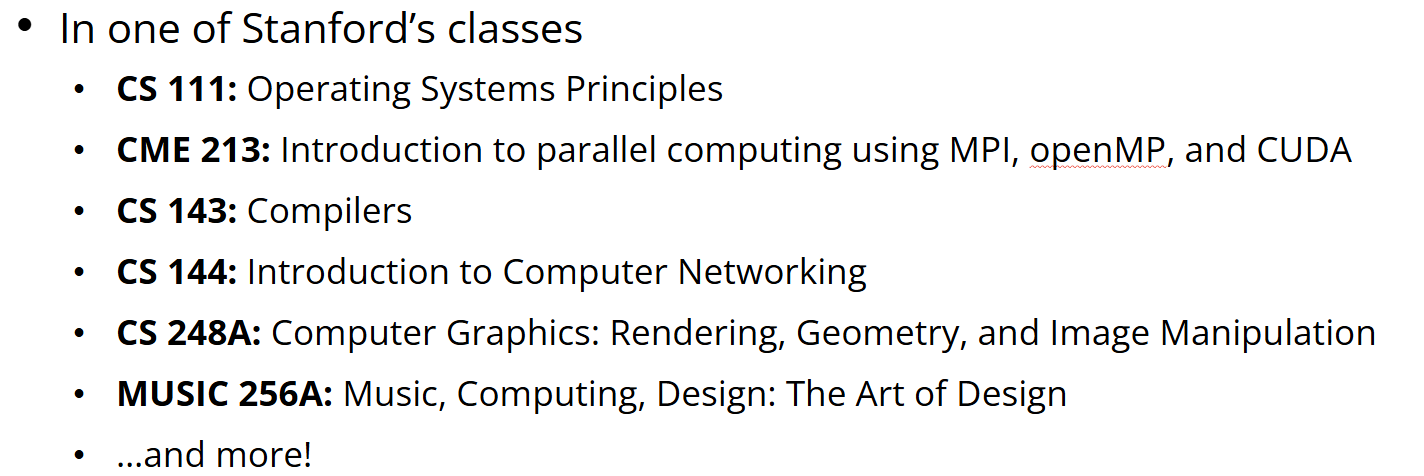 • In one of Stanford’s classes
• CS 111: Operating Systems Principles
• CME 213: Introduction to parallel computing using MPI, openMP, and CUDA
• CS 143: Compilers
• CS 144: Introduction to Computer Networking
• CS 248A: Computer Graphics: Rendering, Geometry, and Image Manipulation
• MUSIC 256A: Music, Computing, Design: The Art of Design
• …and more!